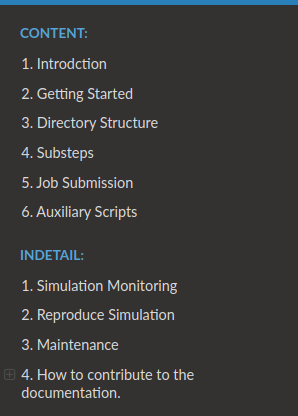 CONTENT:
1. Introdction
2. Getting Started
3. Directory Structure
4. Substeps
5. Job Submission
6. Auxiliary Scripts
INDETAIL:
1. Simulation Monitoring
2. Reproduce Simulation
3. Maintenance
4. How to contribute to the
documentation.